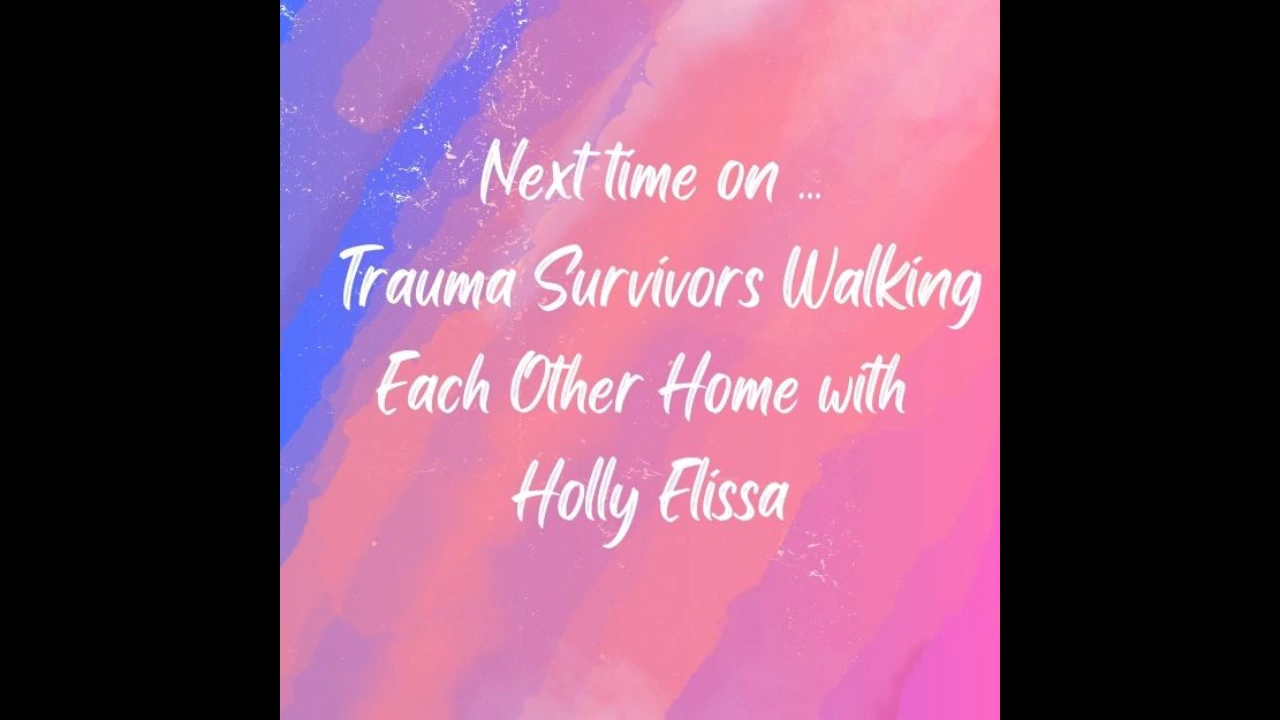 Next time on ...
Trauma Survivors Walking
Each Other Home with
Holly Elissa